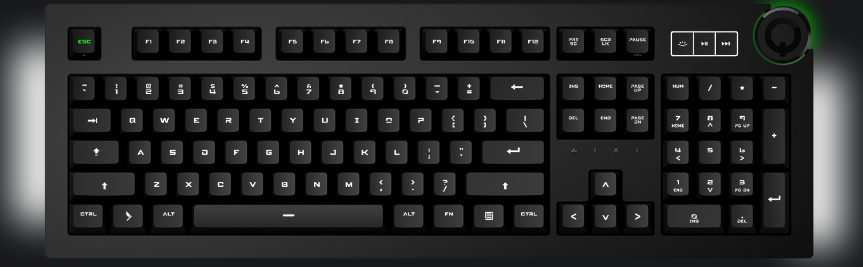 ESC F1 F2 F3 F4 F5 F6 F7 F8 F9 F10 F11 F12 PRT SC SCR LK PAUSE
~ ` ! 1 @ 2 # 3 $ 4 % 5 ^ 6 & 7 * 8 ( 9 ) 0 _ - + = INS HOME PAGE UP NUM / * -
Q W E R T Y U I O P { [ } ] | \ DEL END PAGE DN 7 HOME 8 9 PG UP +
A S D F G H J K L : ; " ' 4 5 6
Z X C V B N M < , > . ? / 1 END 2 3 PG DN
CTRL ALT ALT FN CTRL 0 INS . DEL